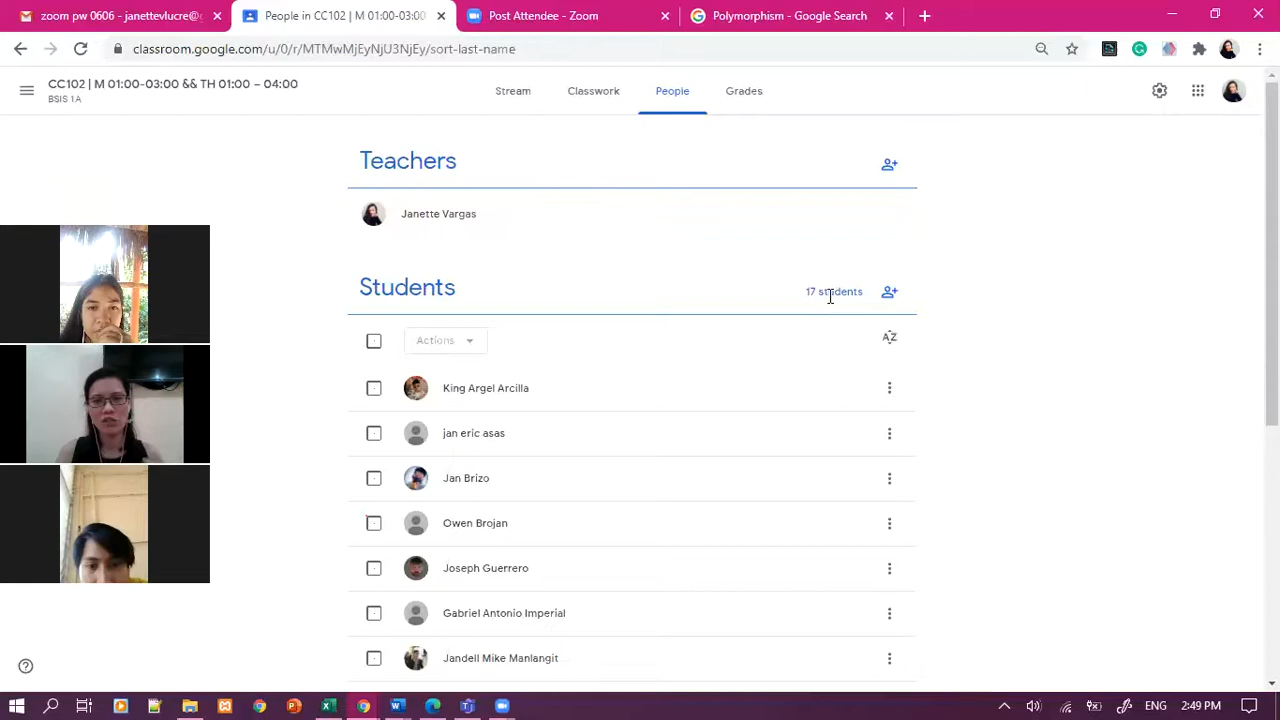 zoom pw 0606 - janettevlucre@g
People in CC102 | M 01:00-03:00
Post Attendee - Zoom
Polymorphism - Google Search
classroom.google.com/u/0/r/MTMwMjEyNjU3NjEy/sort-last-name
CC102 | M 01:00-03:00 && TH 01:00 – 04:00
BSIS 1A
Stream
Classwork
People
Grades
Teachers
Janette Vargas
Students
17 students
Actions
AZ
King Argel Arcilla
jan eric asas
Jan Brizo
Owen Brojan
Joseph Guerrero
Gabriel Antonio Imperial
Jandell Mike Manlangit
ENG
2:49 PM